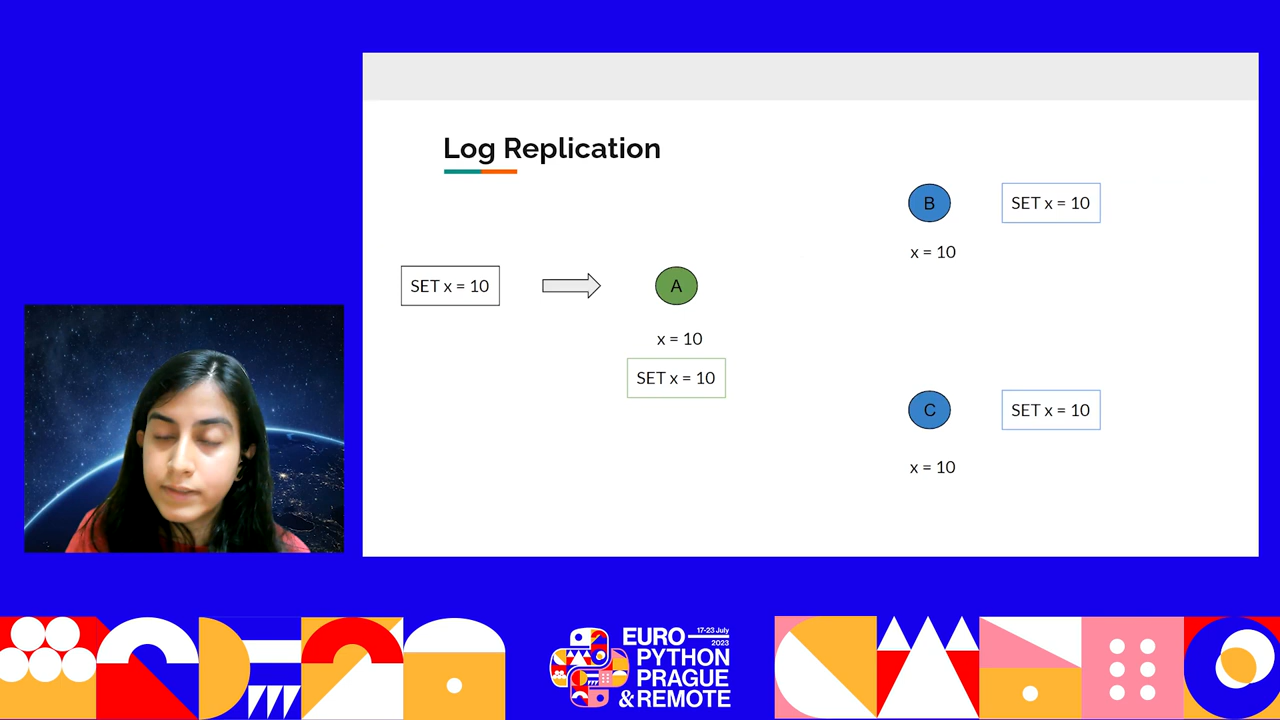 Log Replication
B
SET x = 10
x = 10
SET x = 10
A
x = 10
SET x = 10
C
SET x = 10
x = 10
EURO
17-23 July
2023
PYTHON
PRAGUE
& REMOTE